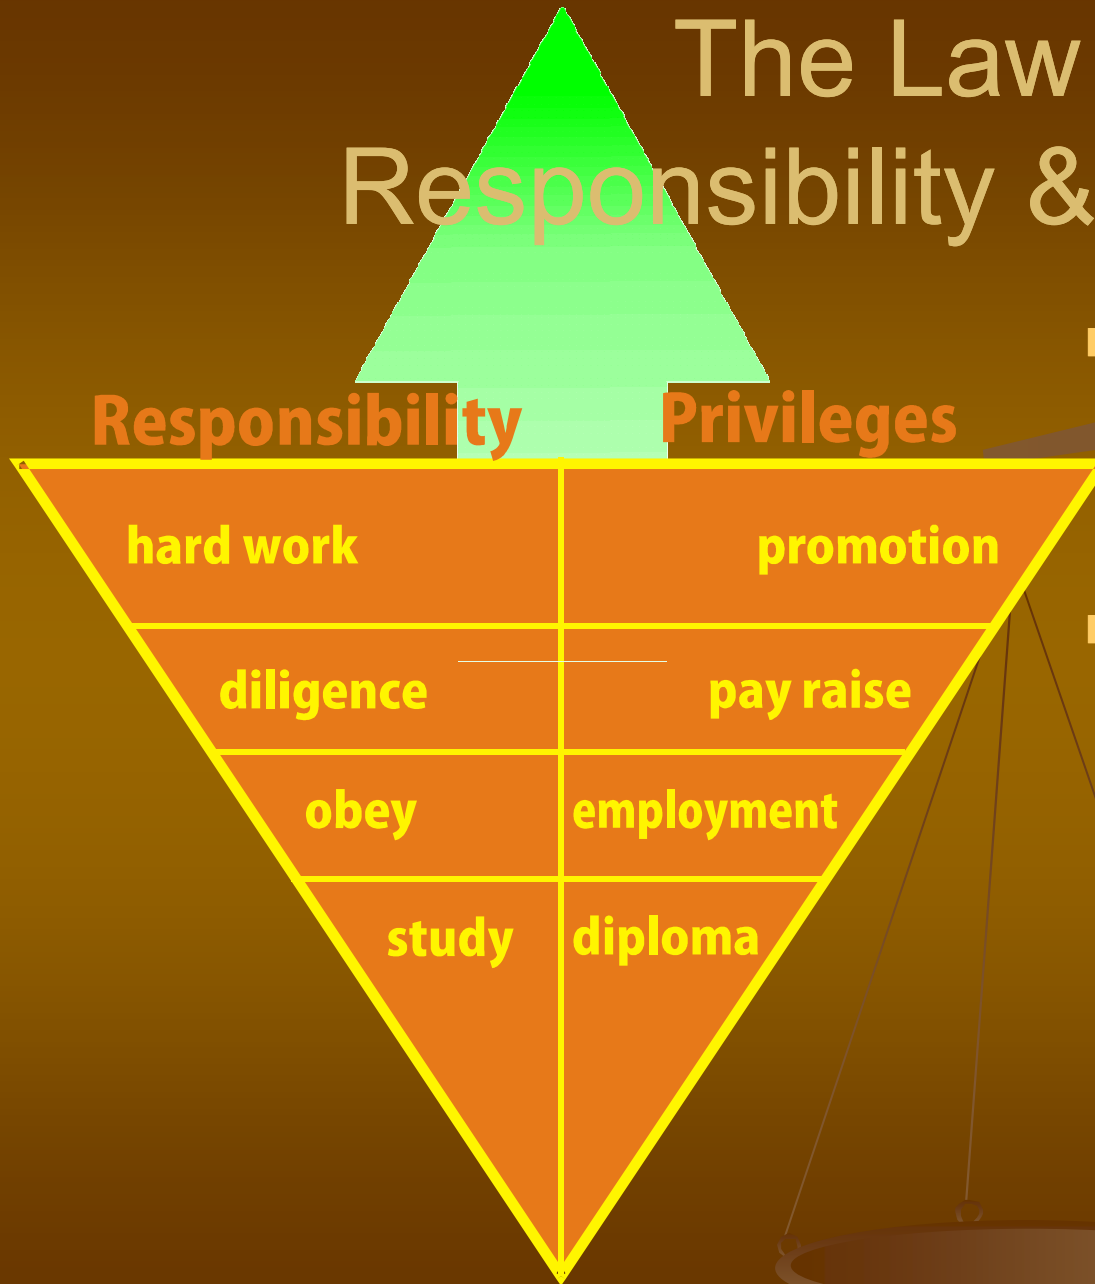 The Law
Responsibility &
Responsibility Privileges
hard work promotion
diligence pay raise
obey employment
study diploma